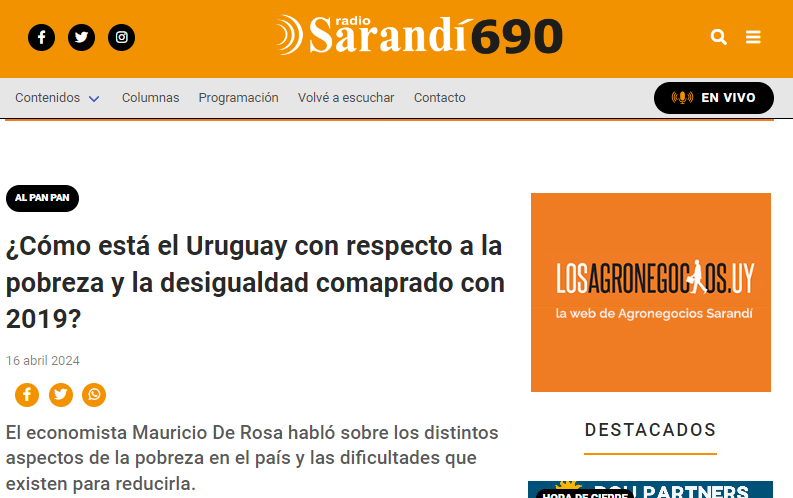 radio
Sarandí 690
Contenidos Columnas Programación Volvé a escuchar Contacto EN VIVO
AL PAN PAN
¿Cómo está el Uruguay con respecto a la
pobreza y la desigualdad comaprado con
2019?
16 abril 2024
El economista Mauricio De Rosa habló sobre los distintos
aspectos de la pobreza en el país y las dificultades que
existen para reducirla.
LOSAGRONEGOCIOS.UY
la web de Agronegocios Sarandí
DESTACADOS
PARTNERS
HORA DE CIERRE